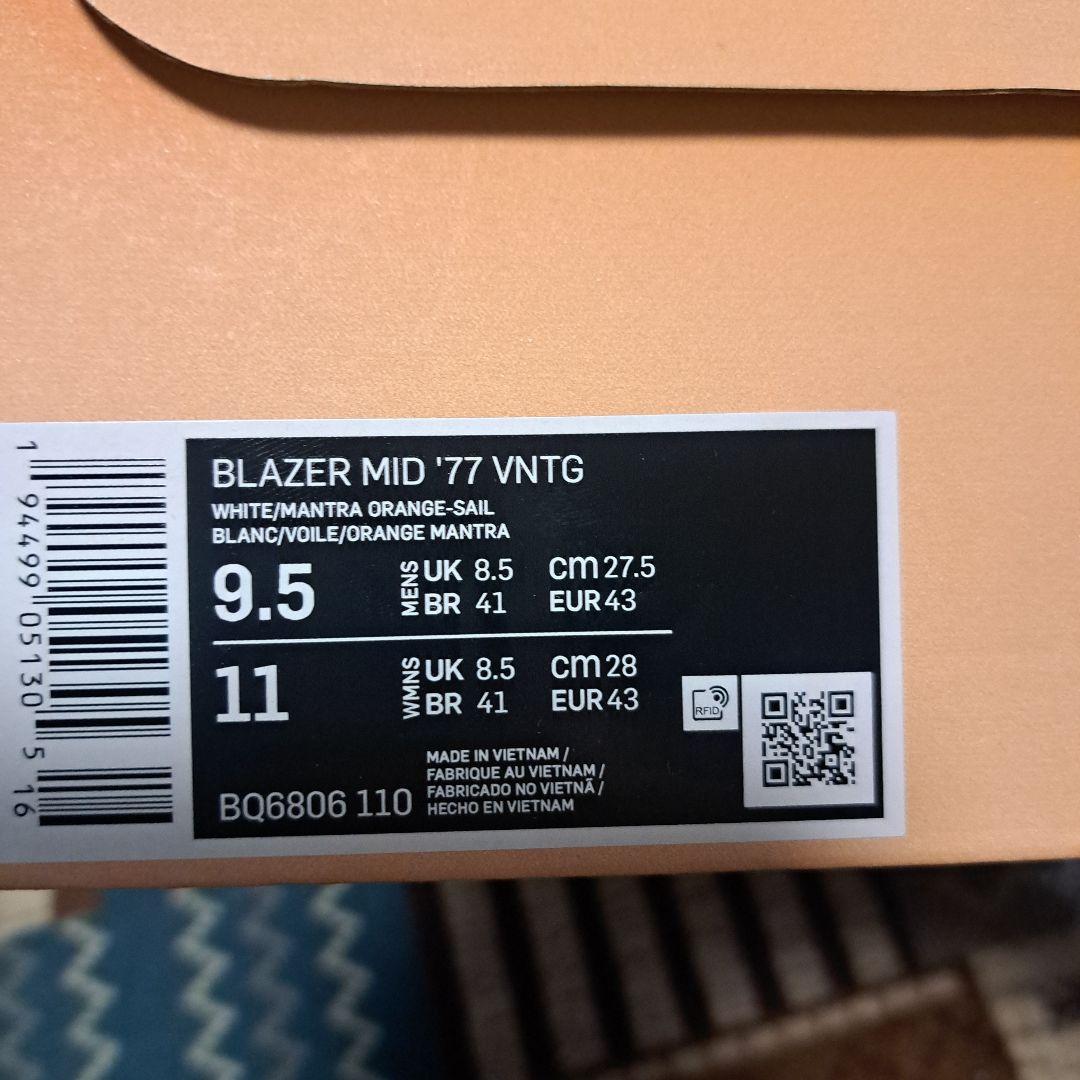 BLAZER MID '77 VNTG
WHITE/MANTRA ORANGE-SAIL
BLANC/VOILE/ORANGE MANTRA
9.5 MENS UK 8.5 cm 27.5
BR 41 EUR 43
11 WMNS UK 8.5 cm 28
BR 41 EUR 43
RFID
MADE IN VIETNAM /
FABRIQUE AU VIETNAM /
FABRICADO NO VIETNÃ /
HECHO EN VIETNAM
BQ6806 110
1 94499 05130 5 16